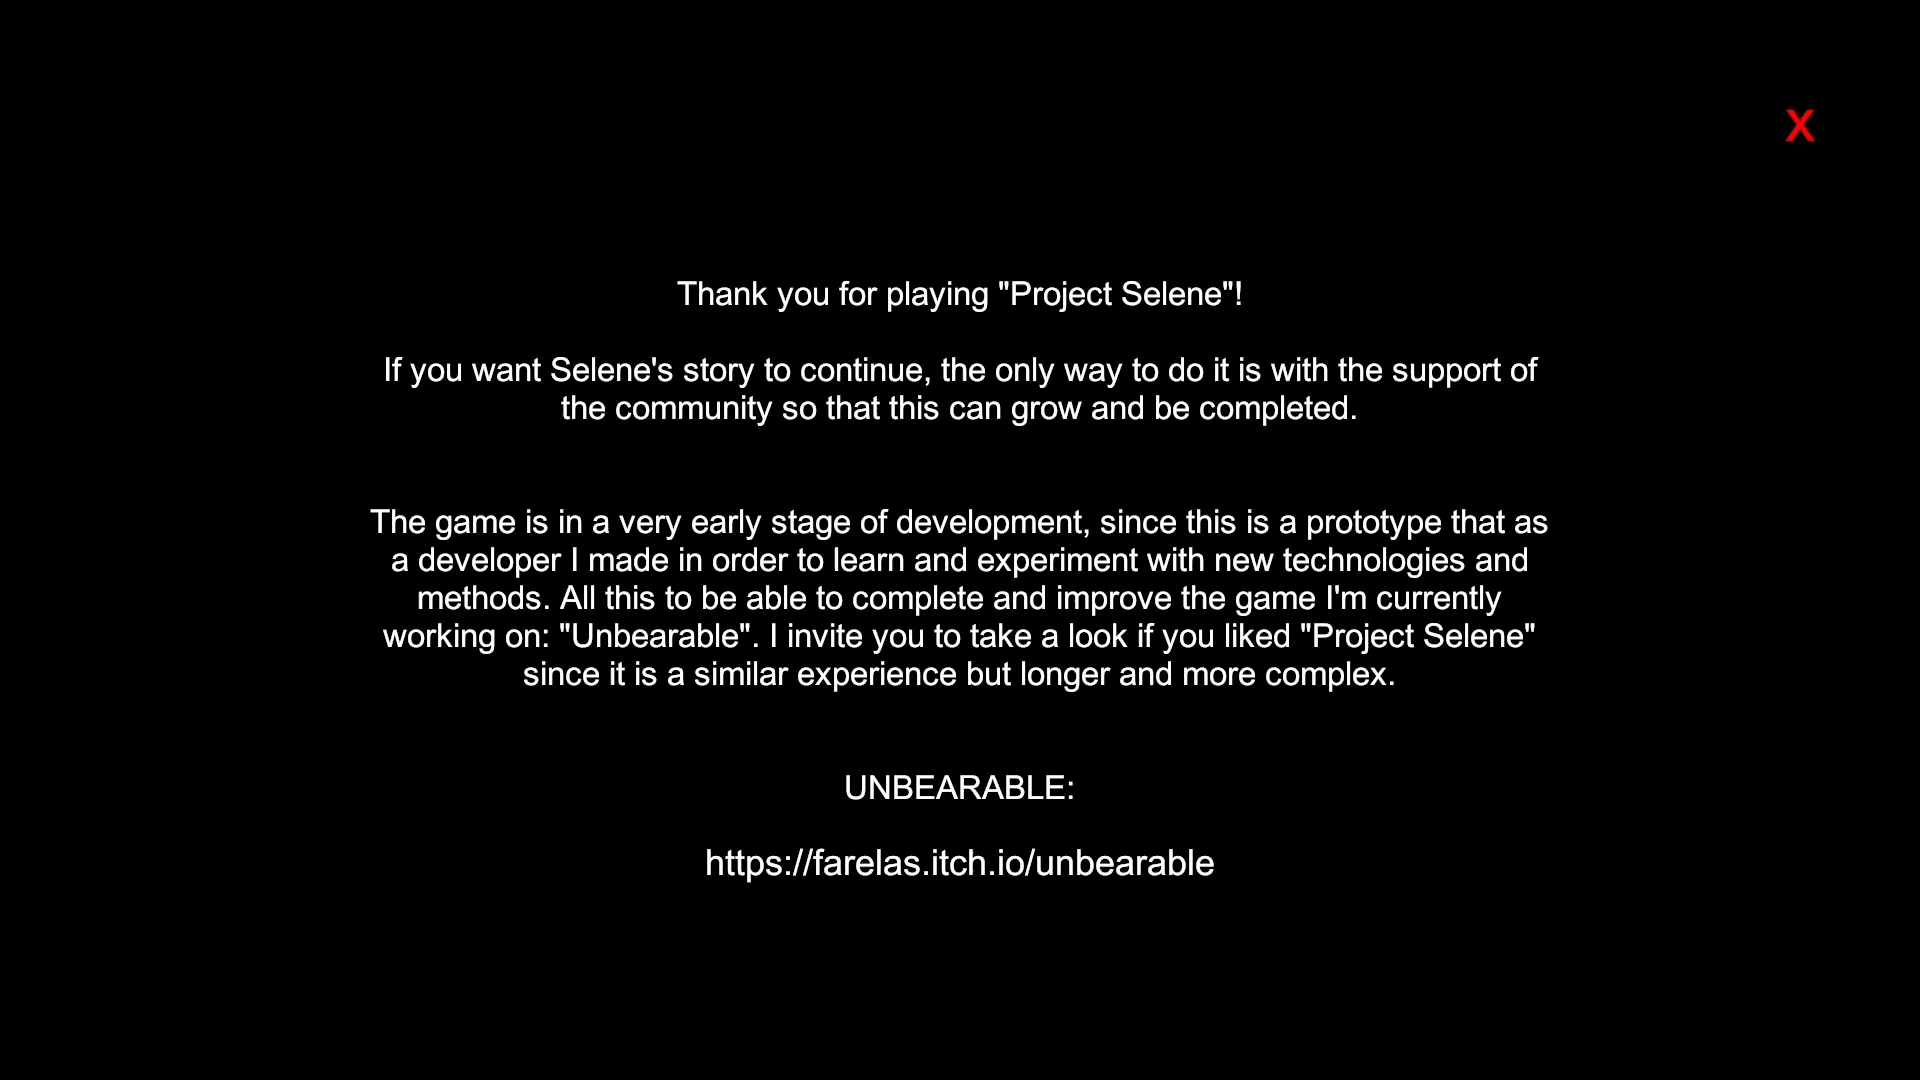 X
Thank you for playing "Project Selene"!
If you want Selene's story to continue, the only way to do it is with the support of
the community so that this can grow and be completed.
The game is in a very early stage of development, since this is a prototype that as
a developer I made in order to learn and experiment with new technologies and
methods. All this to be able to complete and improve the game I'm currently
working on: "Unbearable". I invite you to take a look if you liked "Project Selene"
since it is a similar experience but longer and more complex.
UNBEARABLE:
https://farelas.itch.io/unbearable